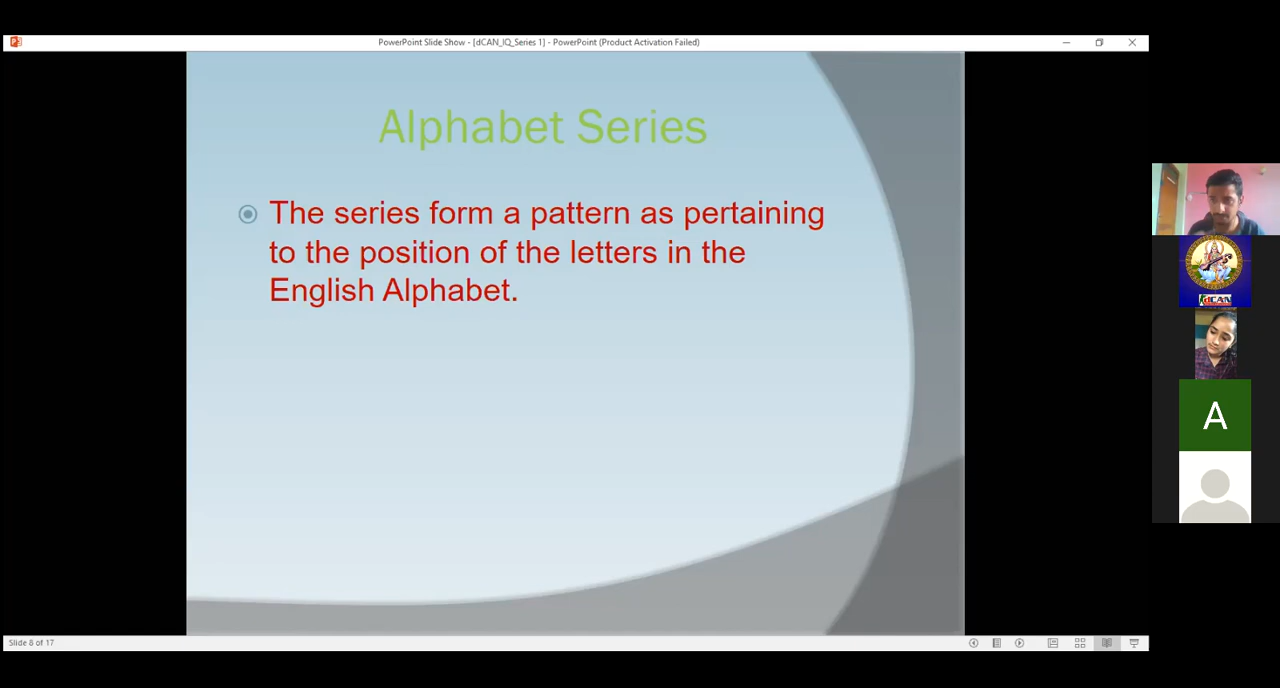 PowerPoint Slide Show - [dCAN_IQ_Series 1] - PowerPoint (Product Activation Failed)
Alphabet Series
The series form a pattern as pertaining
to the position of the letters in the
English Alphabet.
dCAN
A
Slide 8 of 17